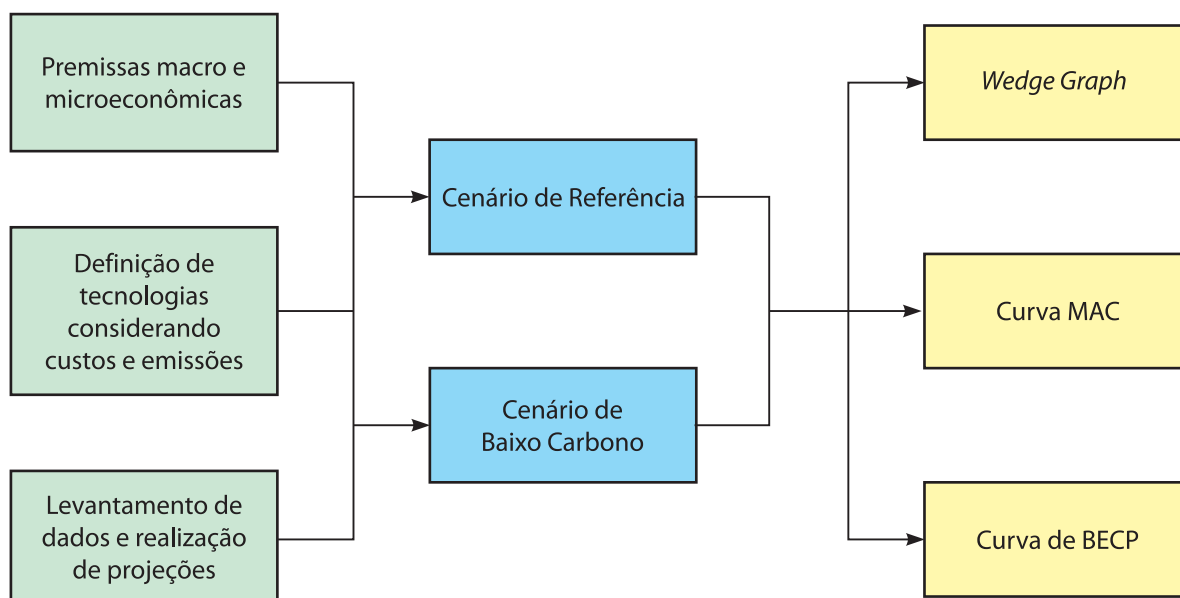 Premissas macro e
microeconômicas
Definição de
tecnologias
considerando
custos e emissões
Levantamento de
dados e realização
de projeções
Cenário de Referência
Cenário de
Baixo Carbono
Wedge Graph
Curva MAC
Curva de BECP